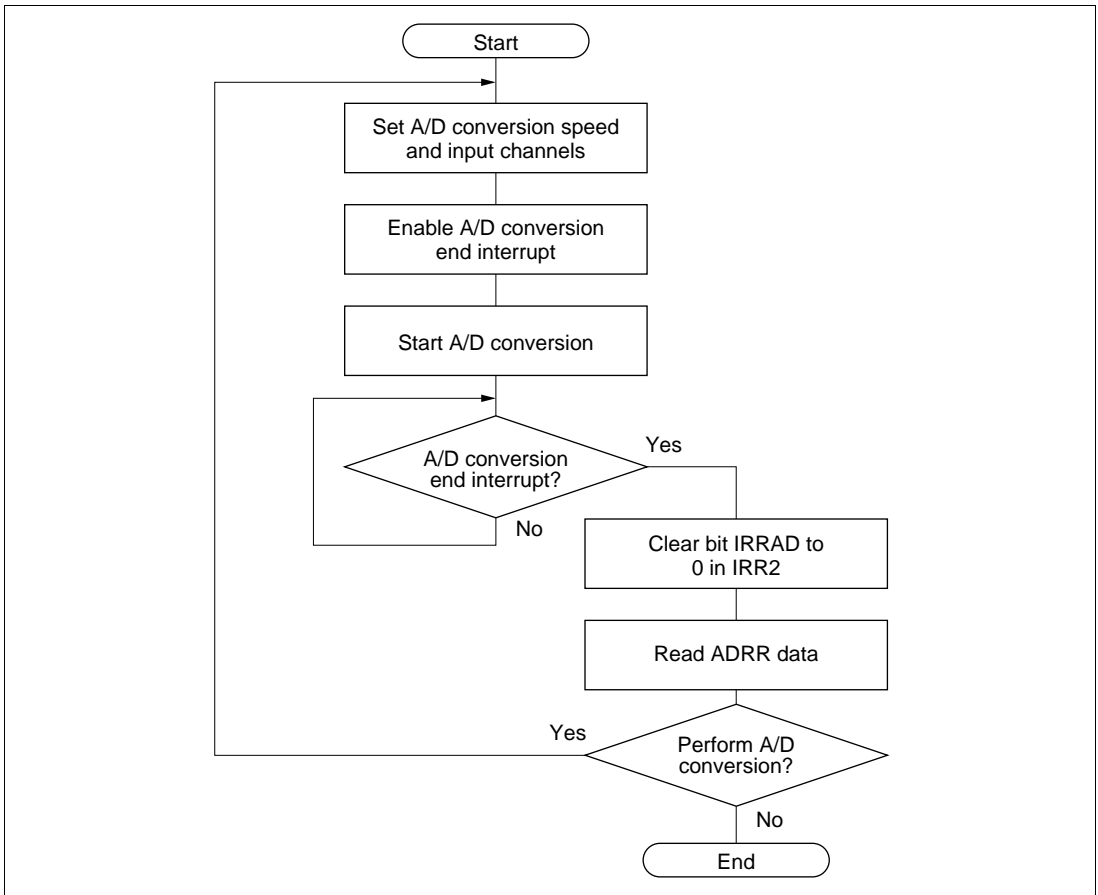 Start
Set A/D conversion speed
and input channels
Enable A/D conversion
end interrupt
Start A/D conversion
A/D conversion
end interrupt?
Yes
No
Clear bit IRRAD to
0 in IRR2
Read ADRR data
Perform A/D
conversion?
Yes
No
End